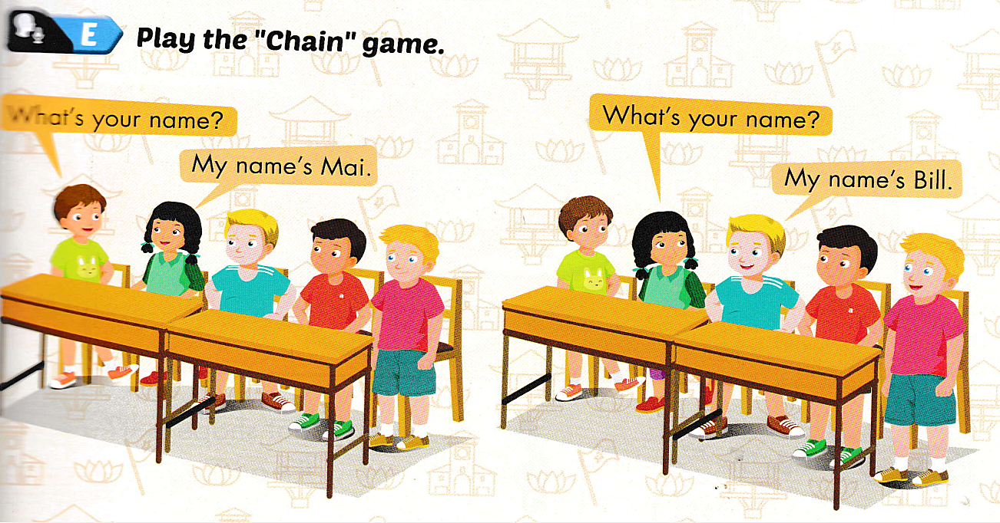 E
Play the "Chain" game.
What's your name?
My name's Mai.
What's your name?
My name's Bill.